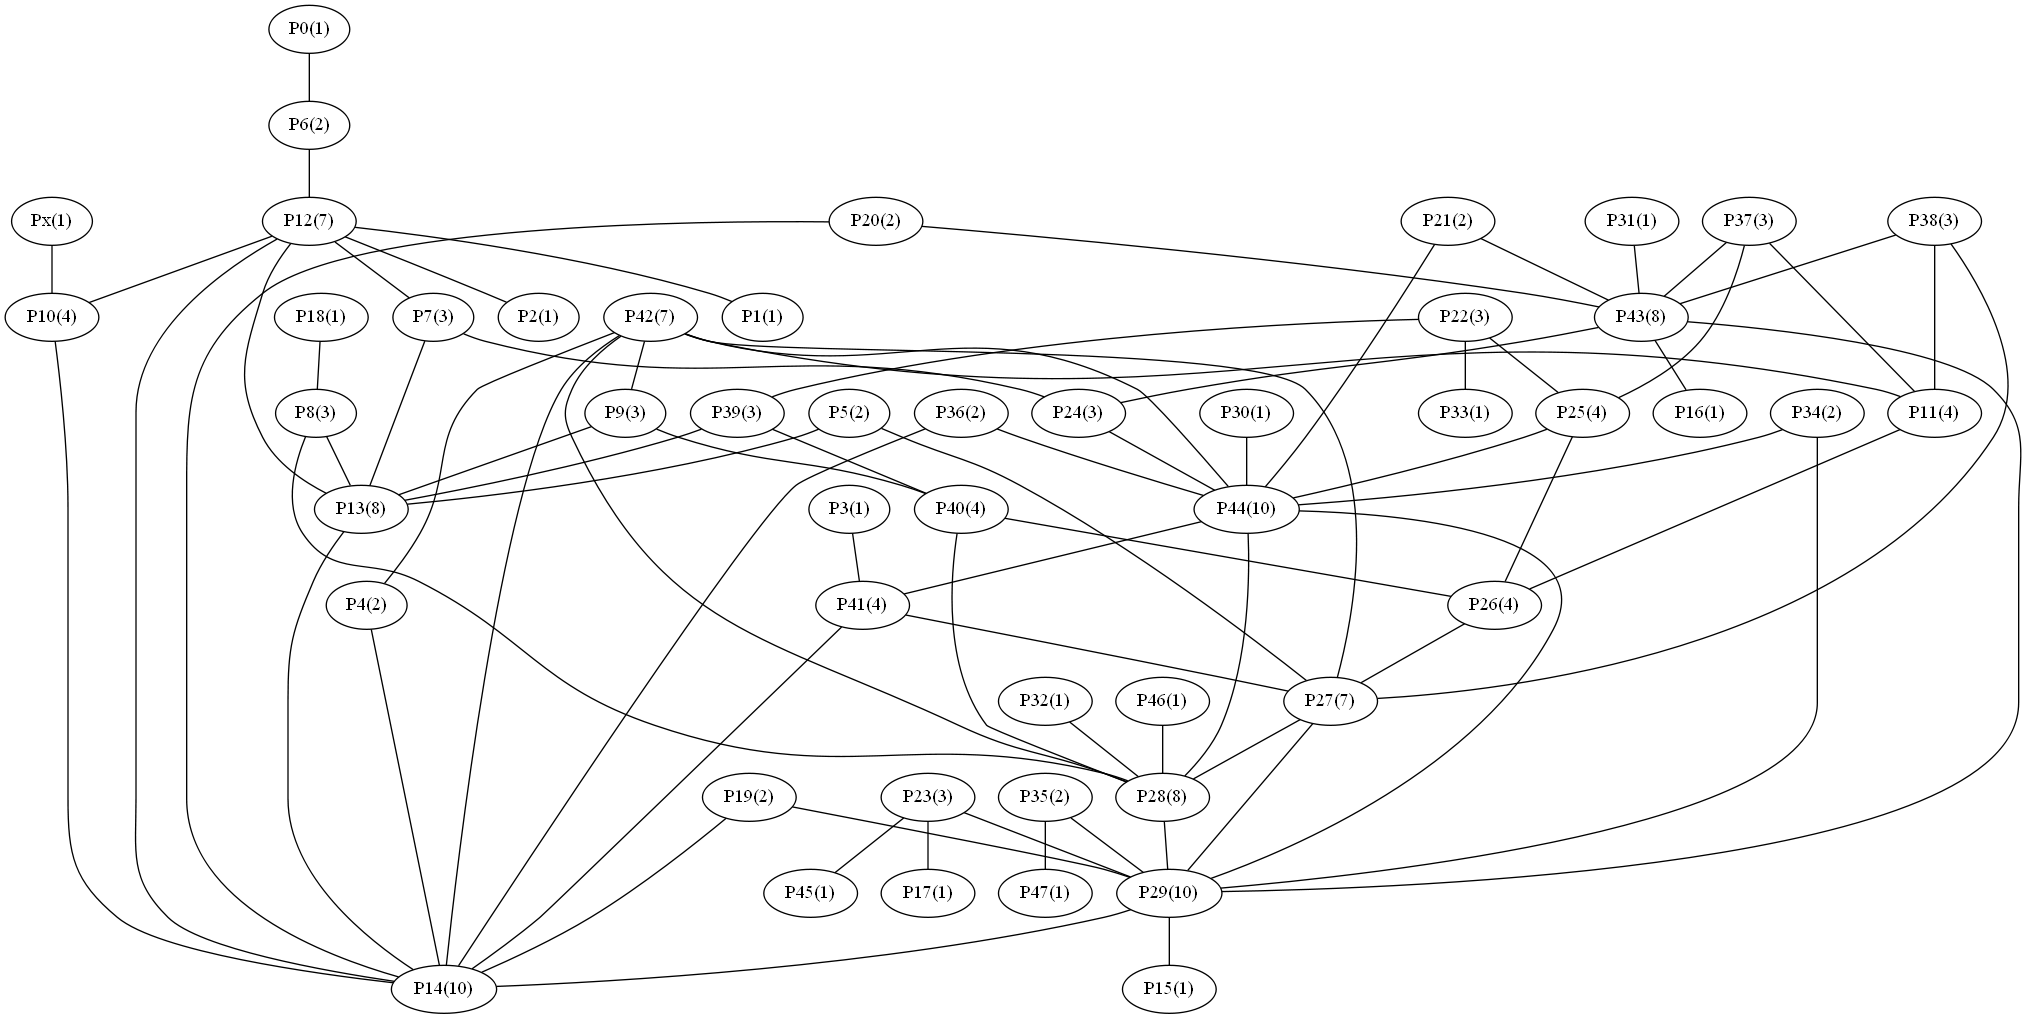 P0(1)
P6(2)
Px(1)
P12(7)
P20(2)
P21(2)
P31(1)
P37(3)
P38(3)
P10(4)
P18(1)
P7(3)
P2(1)
P42(7)
P1(1)
P22(3)
P43(8)
P8(3)
P9(3)
P39(3)
P5(2)
P36(2)
P24(3)
P30(1)
P33(1)
P25(4)
P16(1)
P34(2)
P11(4)
P13(8)
P3(1)
P40(4)
P44(10)
P4(2)
P41(4)
P26(4)
P32(1)
P46(1)
P27(7)
P19(2)
P23(3)
P35(2)
P28(8)
P45(1)
P17(1)
P47(1)
P29(10)
P14(10)
P15(1)